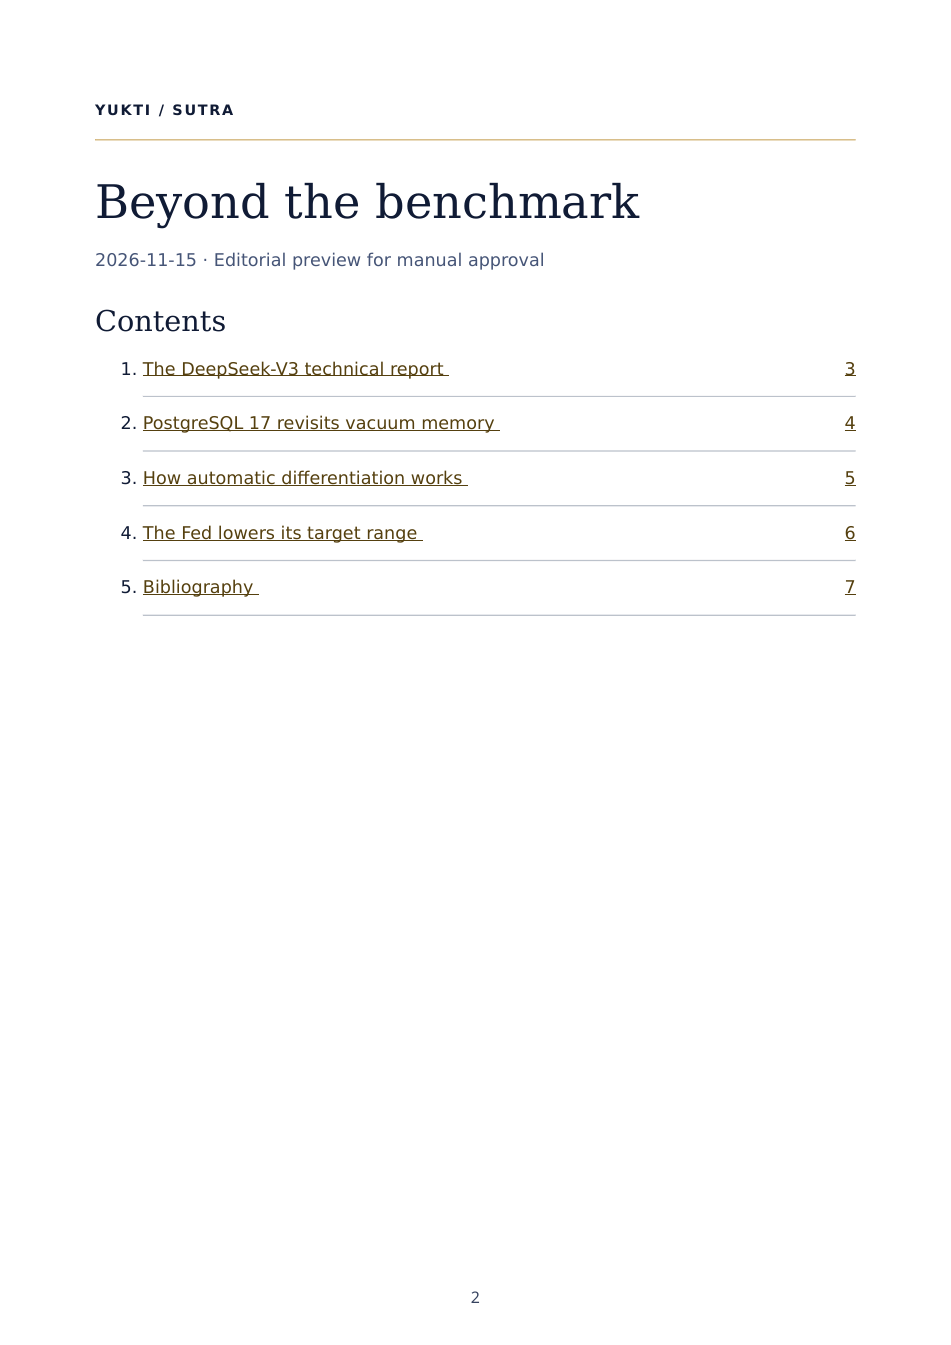 YUKTI / SUTRA
Beyond the benchmark
2026-11-15 · Editorial preview for manual approval
Contents
1. The DeepSeek-V3 technical report 3
2. PostgreSQL 17 revisits vacuum memory 4
3. How automatic differentiation works 5
4. The Fed lowers its target range 6
5. Bibliography 7
2